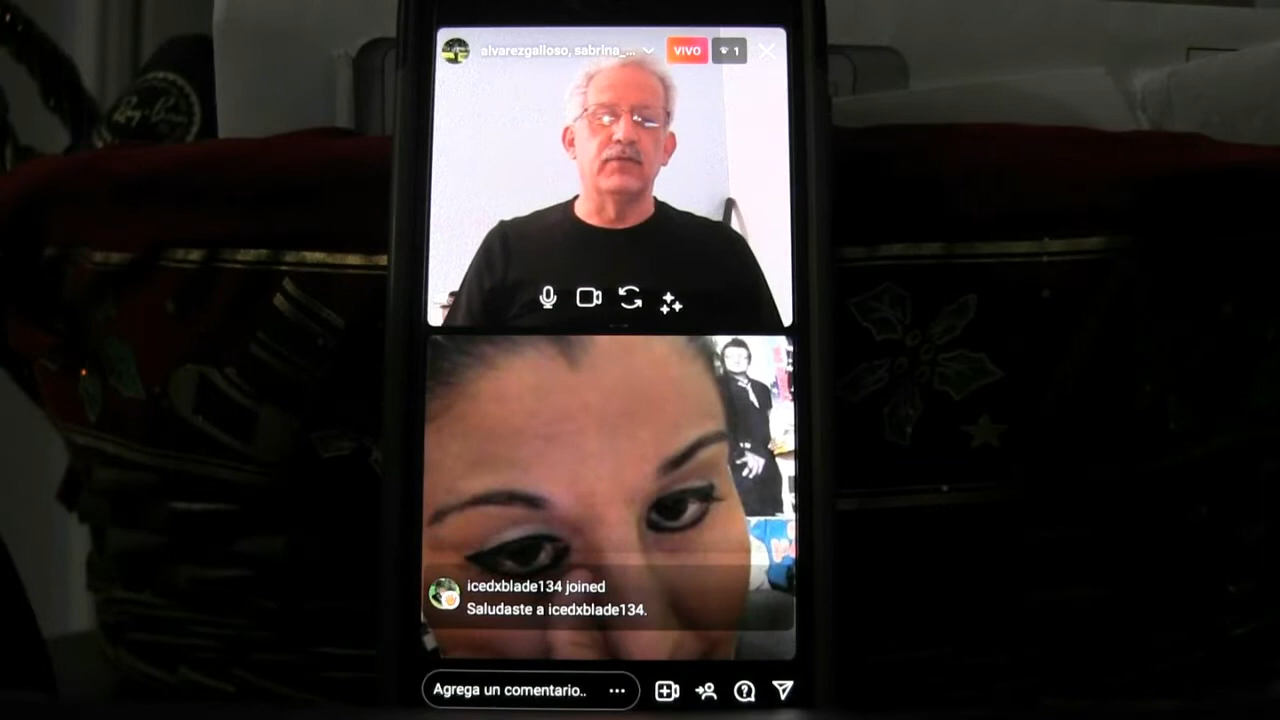 alvarezgalloso, sabrina_...
VIVO
1
icedxblade134 joined
Saludaste a icedxblade134.
Agrega un comentario..